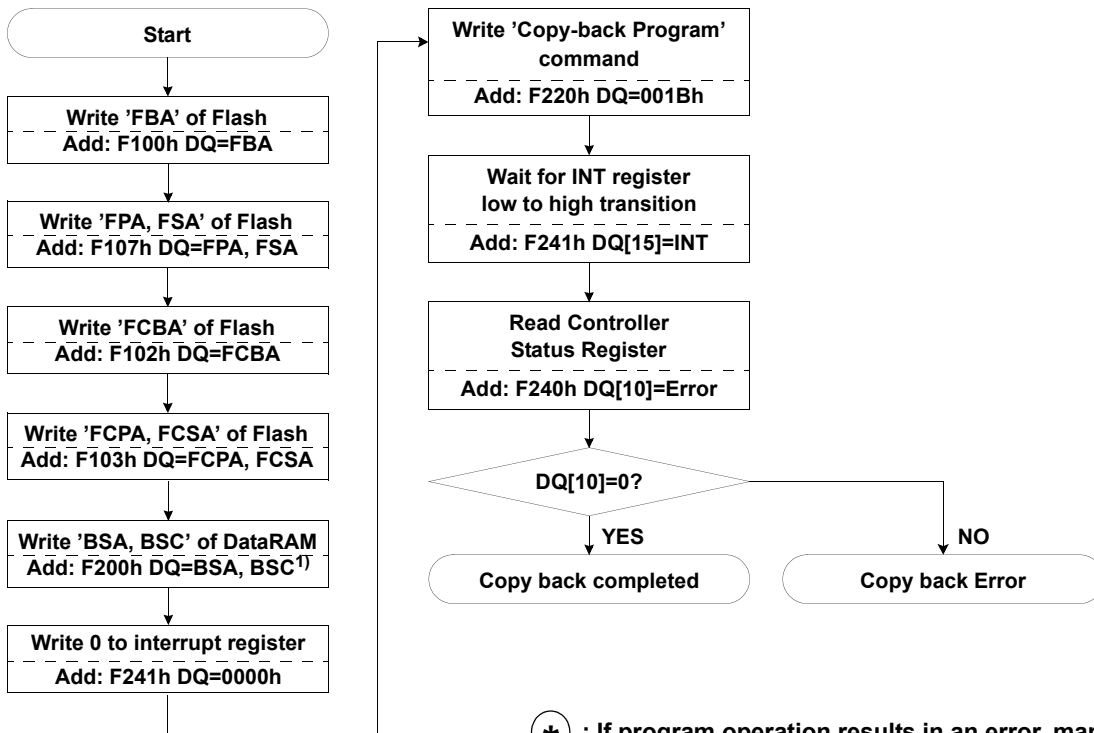 Start
Write ’FBA’ of Flash
Add: F100h DQ=FBA
Write ’FPA, FSA’ of Flash
Add: F107h DQ=FPA, FSA
Write ’FCBA’ of Flash
Add: F102h DQ=FCBA
Write ’FCPA, FCSA’ of Flash
Add: F103h DQ=FCPA, FCSA
Write ’BSA, BSC’ of DataRAM
Add: F200h DQ=BSA, BSC1)
Write 0 to interrupt register
Add: F241h DQ=0000h
Write ’Copy-back Program’
command
Add: F220h DQ=001Bh
Wait for INT register
low to high transition
Add: F241h DQ[15]=INT
Read Controller
Status Register
Add: F240h DQ[10]=Error
DQ[10]=0?
YES
NO
Copy back completed
Copy back Error
* : If program operation results in an error, map